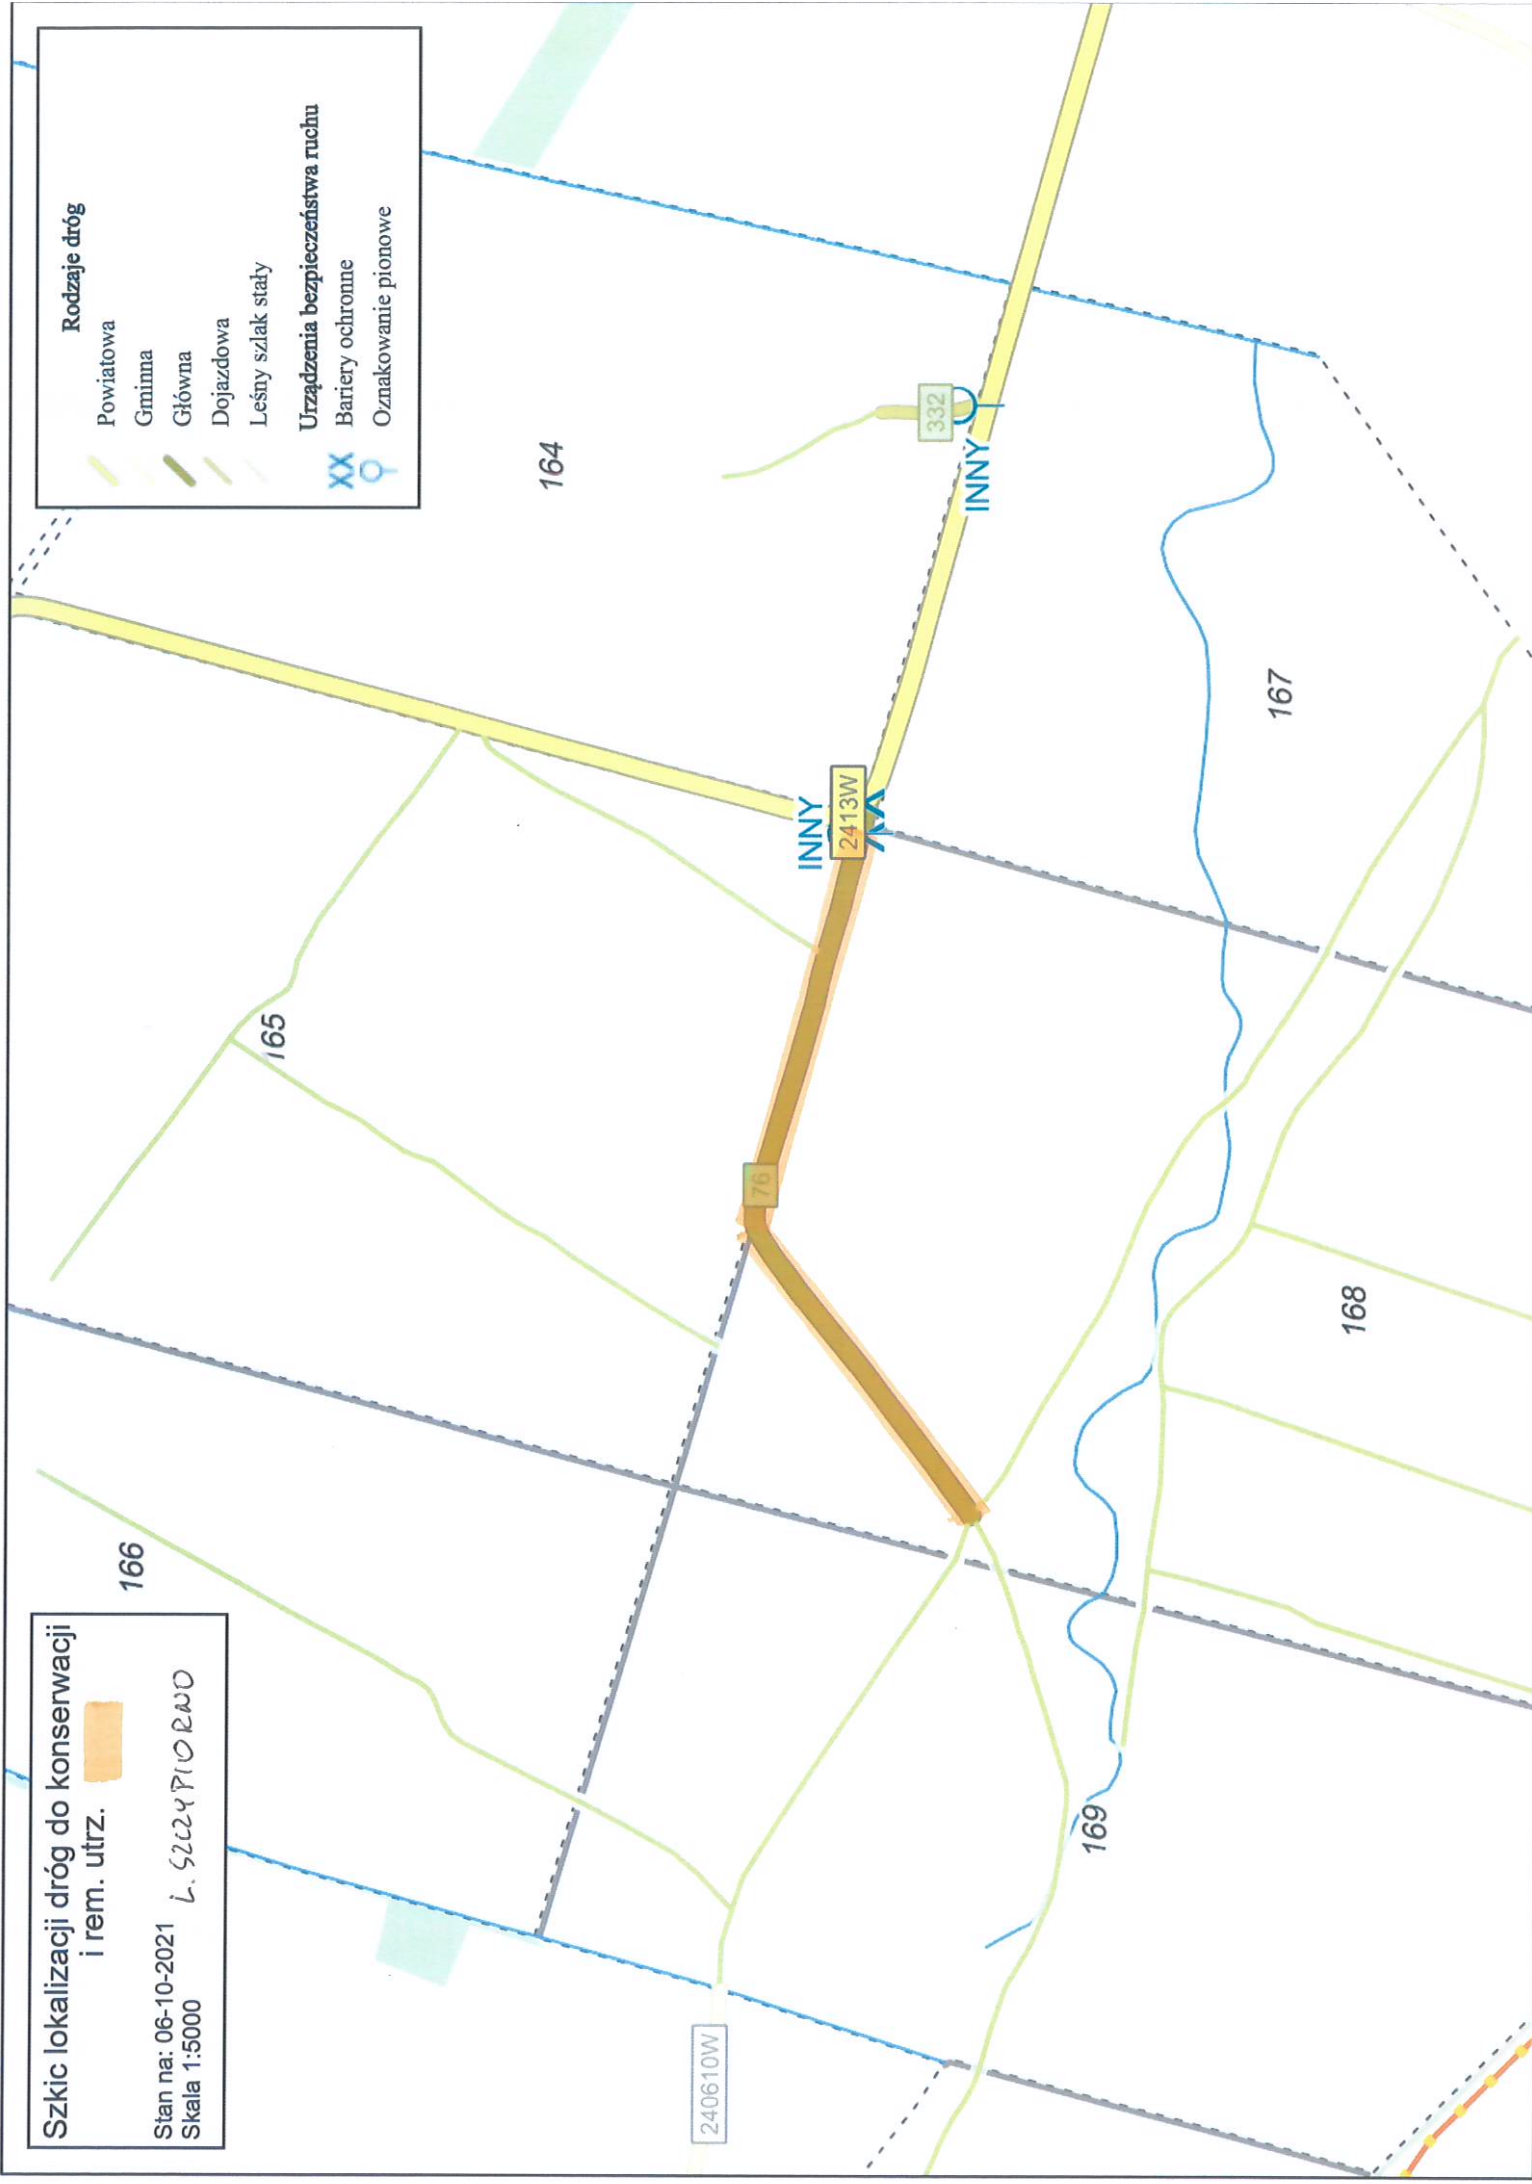 Szkic lokalizacji dróg do konserwacji
i rem. utrz.
Stan na: 06-10-2021
Skala 1:5000
L. SZCZYPIORNO
Rodzaje dróg
Powiatowa
Gminna
Główna
Dojazdowa
Leśny szlak stały
Urządzenia bezpieczeństwa ruchu
XX Bariery ochronne
Oznakowanie pionowe
166
165
164
240610W
76
INNY
2413W
XX
332
INNY
169
168
167